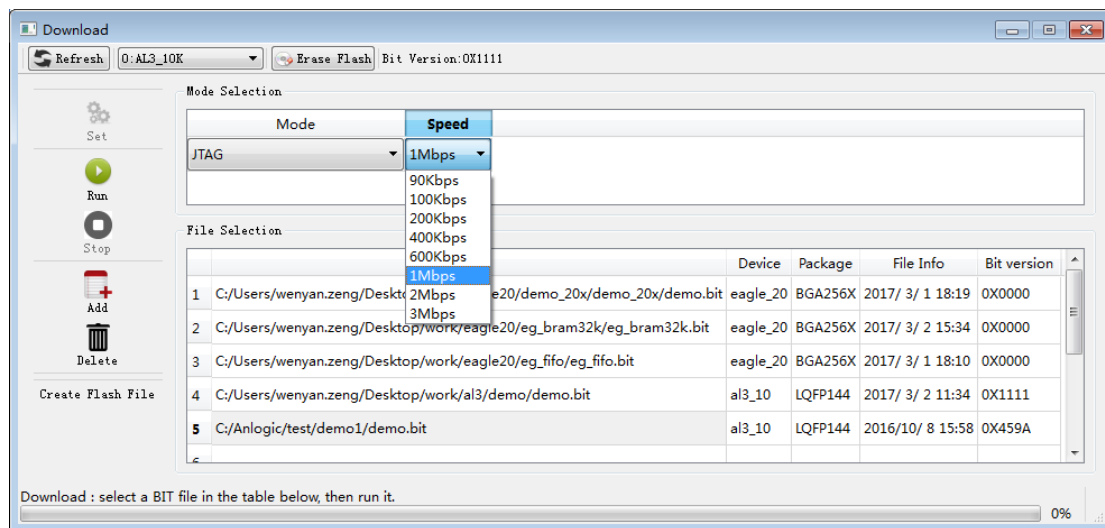 Download
Refresh 0:AL3_10K Erase Flash Bit Version:0X1111
Set
Run
Stop
Add
Delete
Create Flash File
Mode Selection
Mode Speed
JTAG 1Mbps
90Kbps
100Kbps
200Kbps
400Kbps
600Kbps
1Mbps
2Mbps
3Mbps
File Selection
Device Package File Info Bit version
1 C:/Users/wenyan.zeng/Deskto e20/demo_20x/demo_20x/demo.bit eagle_20 BGA256X 2017/ 3/ 1 18:19 0X0000
2 C:/Users/wenyan.zeng/Desktop/work/eagle20/eg_bram32k/eg_bram32k.bit eagle_20 BGA256X 2017/ 3/ 2 15:34 0X0000
3 C:/Users/wenyan.zeng/Desktop/work/eagle20/eg_fifo/eg_fifo.bit eagle_20 BGA256X 2017/ 3/ 1 18:10 0X0000
4 C:/Users/wenyan.zeng/Desktop/work/al3/demo/demo.bit al3_10 LQFP144 2017/ 3/ 2 11:34 0X1111
5 C:/Anlogic/test/demo1/demo.bit al3_10 LQFP144 2016/10/ 8 15:58 0X459A
Download : select a BIT file in the table below, then run it.
0%